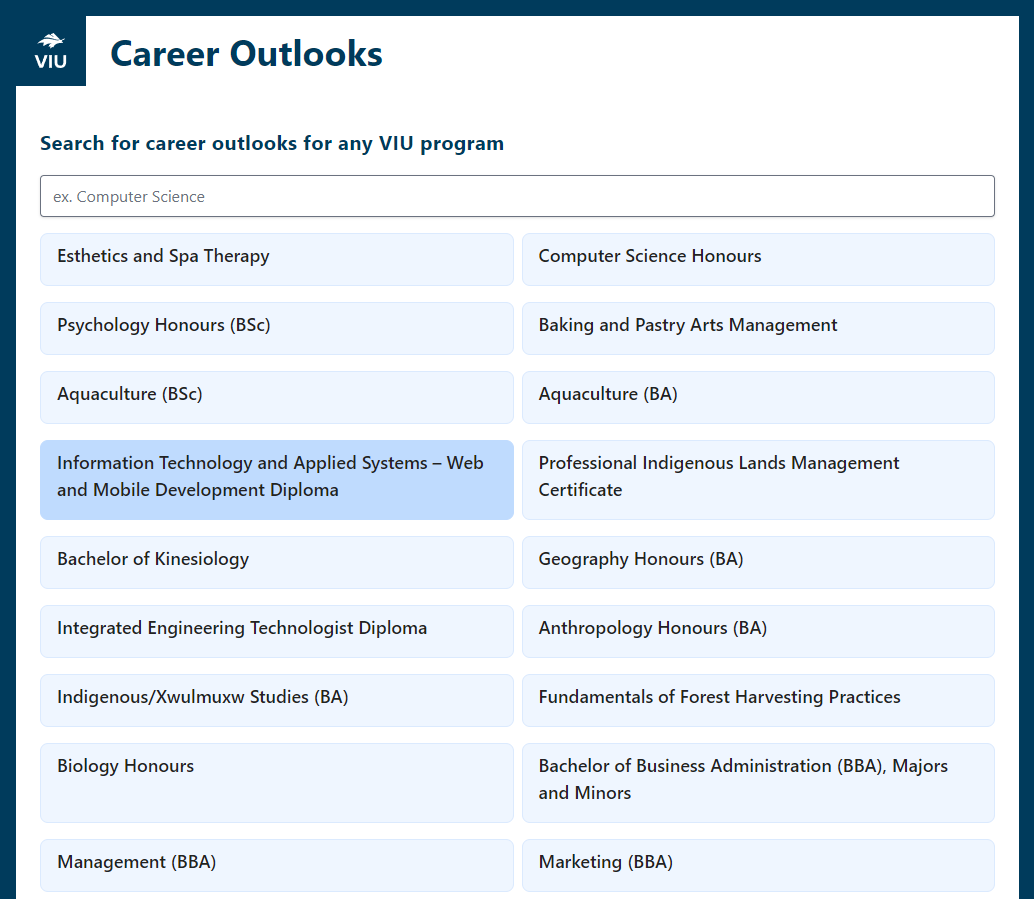 VIU
Career Outlooks
Search for career outlooks for any VIU program
ex. Computer Science
Esthetics and Spa Therapy
Computer Science Honours
Psychology Honours (BSc)
Baking and Pastry Arts Management
Aquaculture (BSc)
Aquaculture (BA)
Information Technology and Applied Systems – Web
and Mobile Development Diploma
Professional Indigenous Lands Management
Certificate
Bachelor of Kinesiology
Geography Honours (BA)
Integrated Engineering Technologist Diploma
Anthropology Honours (BA)
Indigenous/Xwulmuxw Studies (BA)
Fundamentals of Forest Harvesting Practices
Biology Honours
Bachelor of Business Administration (BBA), Majors
and Minors
Management (BBA)
Marketing (BBA)